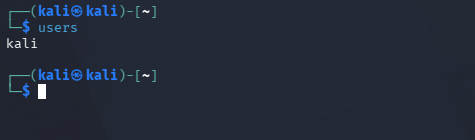 ┌──(kali㉿kali)-[~]
└─$ users
kali
┌──(kali㉿kali)-[~]
└─$